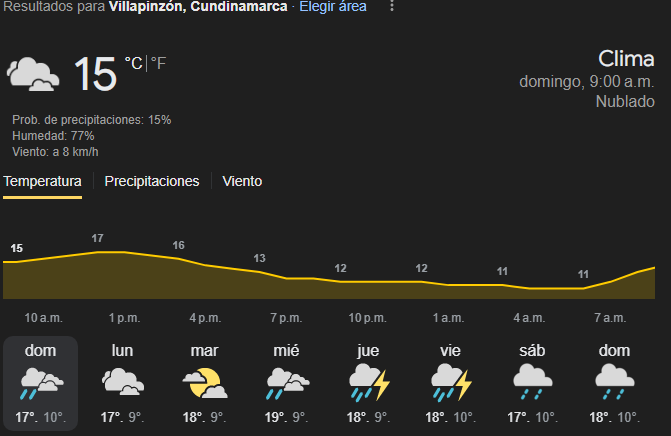 Resultados para Villapinzón, Cundinamarca · Elegir área
15 °C|°F
Prob. de precipitaciones: 15%
Humedad: 77%
Viento: a 8 km/h
Clima
domingo, 9:00 a.m.
Nublado
Temperatura Precipitaciones Viento
15 17 16 13 12 12 11 11
10 a.m. 1 p.m. 4 p.m. 7 p.m. 10 p.m. 1 a.m. 4 a.m. 7 a.m.
dom lun mar mié jue vie sáb dom
17°. 10°. 17°. 9°. 18°. 9°. 19°. 9°. 18°. 9°. 18°. 10°. 17°. 10°. 18°. 10°.